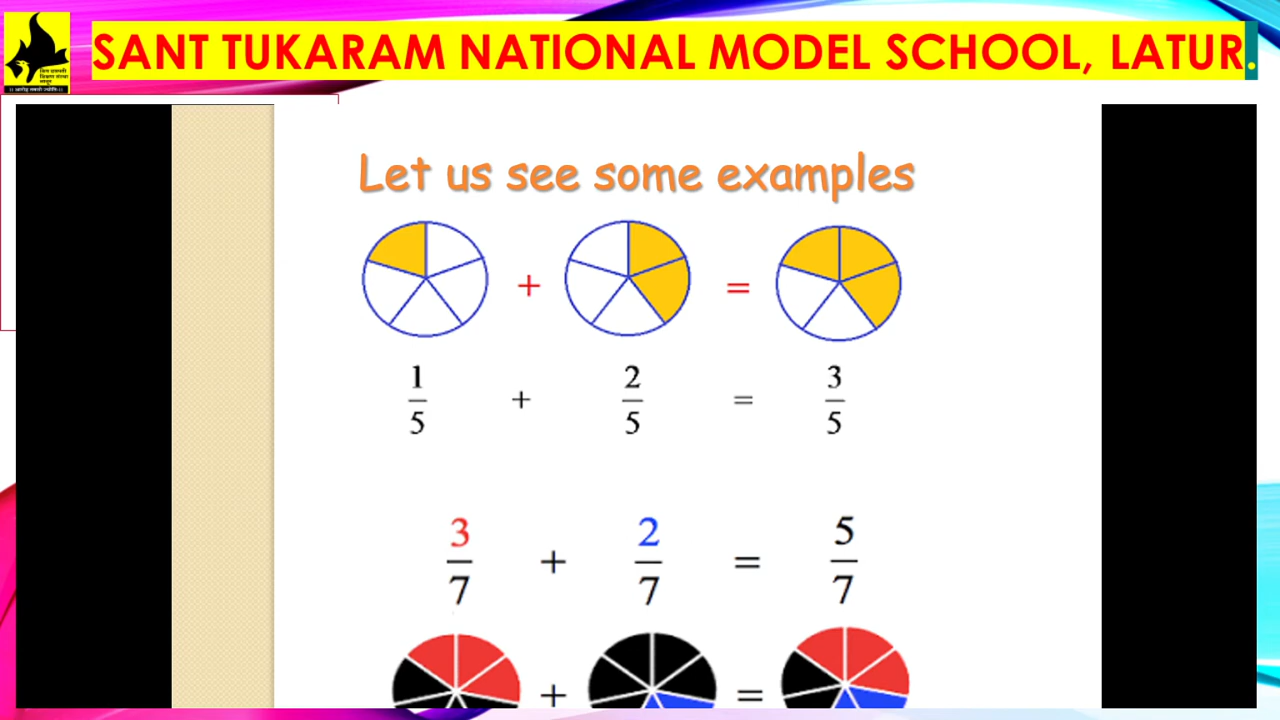 SANT TUKARAM NATIONAL MODEL SCHOOL, LATUR.
Let us see some examples
+ =
1/5 + 2/5 = 3/5
3/7 + 2/7 = 5/7
+ =